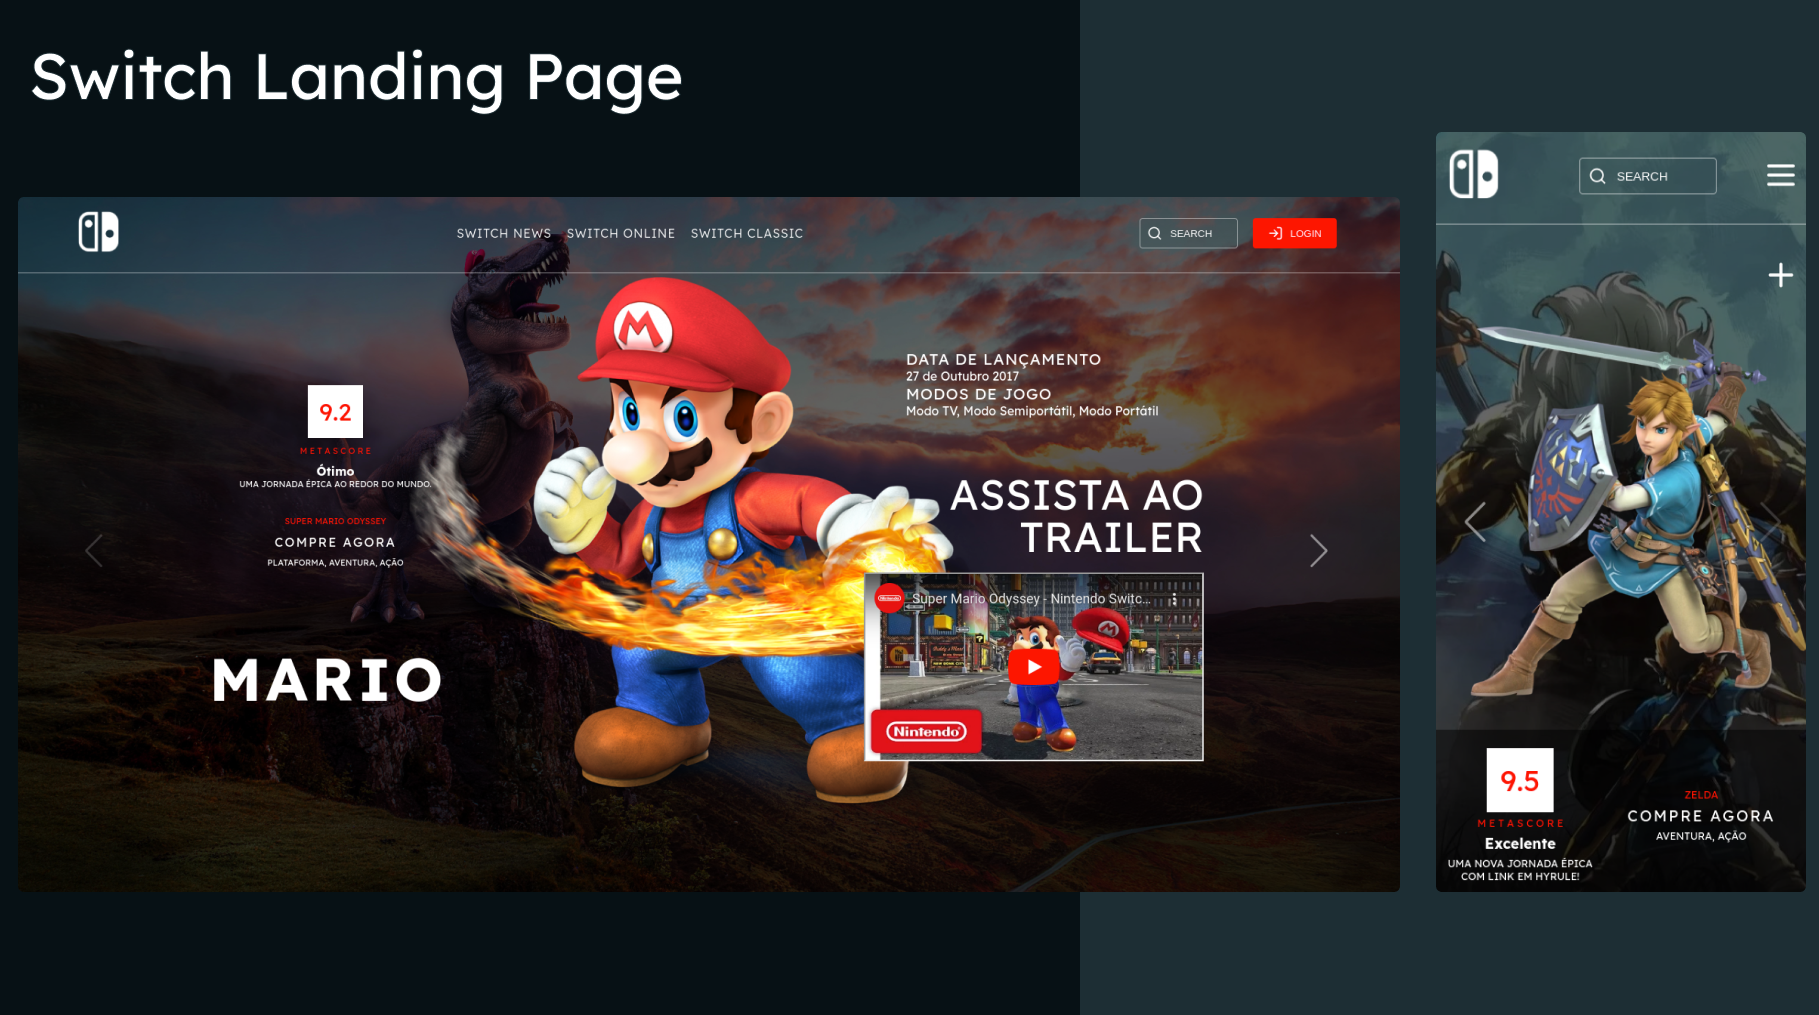 Switch Landing Page
SWITCH NEWS SWITCH ONLINE SWITCH CLASSIC
SEARCH
LOGIN
9.2
METASCORE
Ótimo
UMA JORNADA ÉPICA AO REDOR DO MUNDO.
SUPER MARIO ODYSSEY
COMPRE AGORA
PLATAFORMA, AVENTURA, AÇÃO
MARIO
M
DATA DE LANÇAMENTO
27 de Outubro 2017
MODOS DE JOGO
Modo TV, Modo Semiportátil, Modo Portátil
ASSISTA AO
TRAILER
Nintendo
Super Mario Odyssey - Nintendo Switc...
M
Nintendo
SEARCH
9.5
METASCORE
Excelente
UMA NOVA JORNADA ÉPICA
COM LINK EM HYRULE!
ZELDA
COMPRE AGORA
AVENTURA, AÇÃO